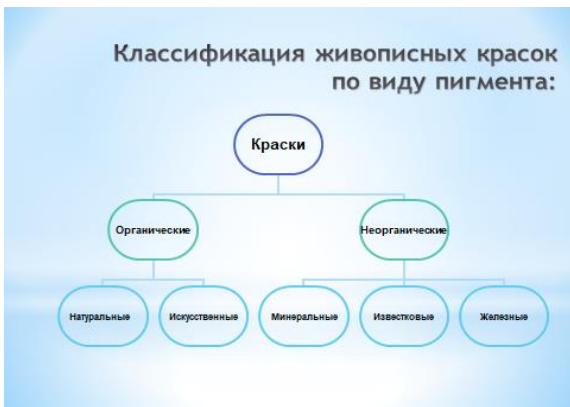 Классификация живописных красок
по виду пигмента:
Краски
Органические
Неорганические
Натуральные
Искусственные
Минеральные
Известковые
Железные